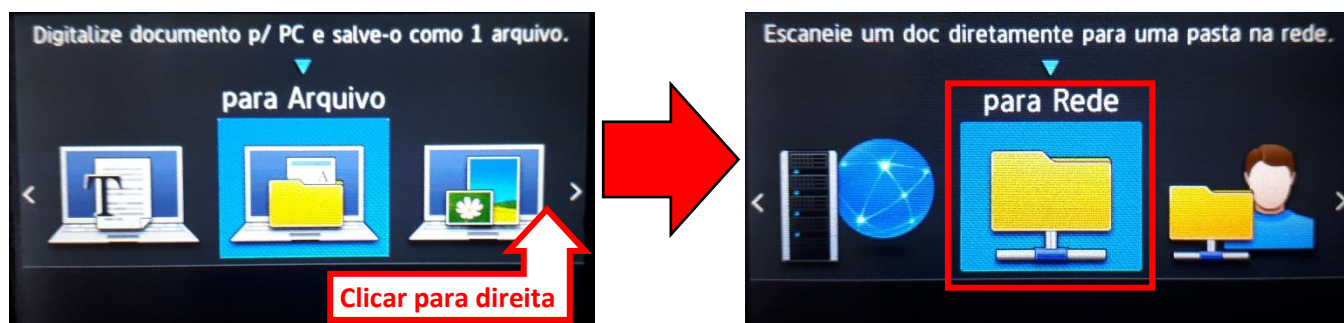 Digitalize documento p/ PC e salve-o como 1 arquivo.
para Arquivo
T
A
Clicar para direita
Escaneie um doc diretamente para uma pasta na rede.
para Rede